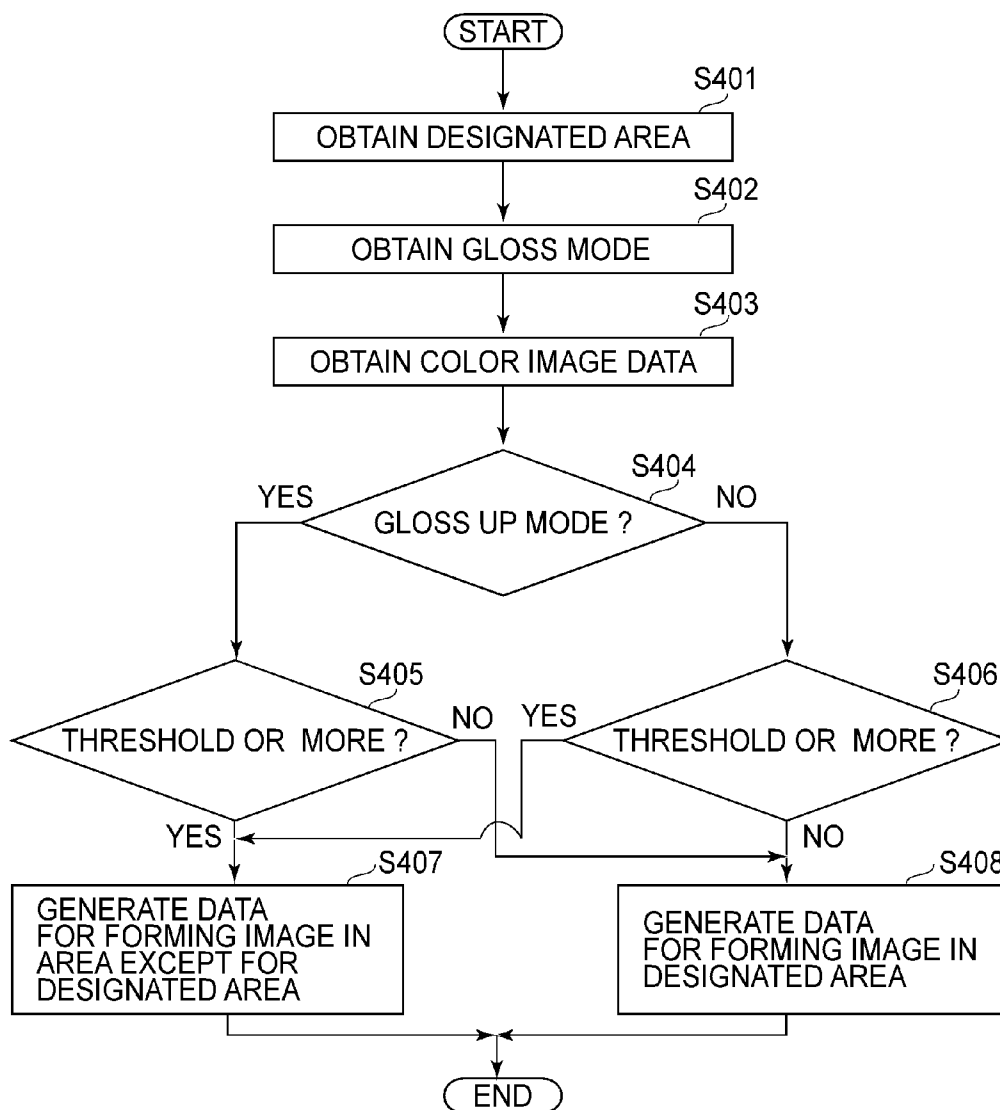 START
S401
OBTAIN DESIGNATED AREA
S402
OBTAIN GLOSS MODE
S403
OBTAIN COLOR IMAGE DATA
S404
YES
NO
GLOSS UP MODE ?
S405
S406
NO
YES
THRESHOLD OR MORE ?
THRESHOLD OR MORE ?
YES
NO
S407
S408
GENERATE DATA
FOR FORMING IMAGE IN
AREA EXCEPT FOR
DESIGNATED AREA
GENERATE DATA
FOR FORMING IMAGE IN
DESIGNATED AREA
END